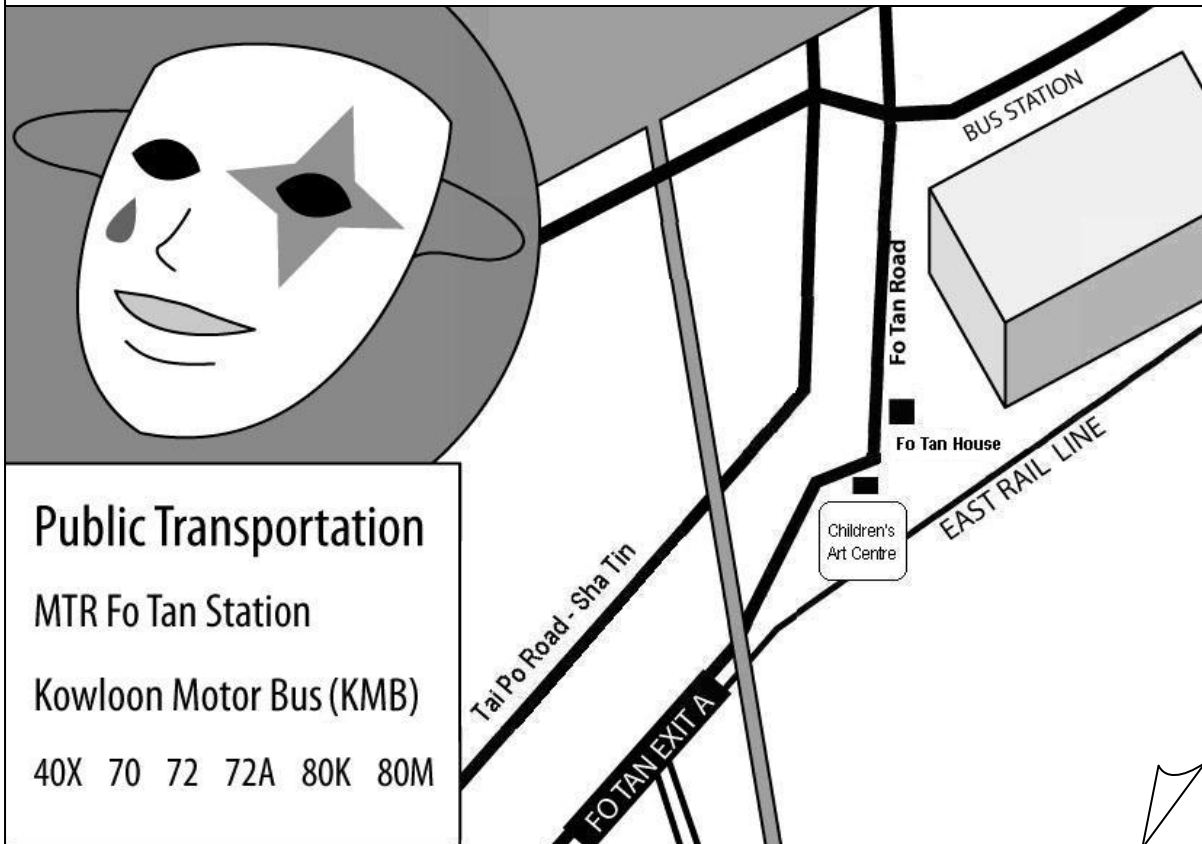 BUS STATION
Fo Tan Road
Fo Tan House
EAST RAIL LINE
Children's
Art Centre
Tai Po Road - Sha Tin
FO TAN EXIT A
Public Transportation
MTR Fo Tan Station
Kowloon Motor Bus (KMB)
40X 70 72 72A 80K 80M